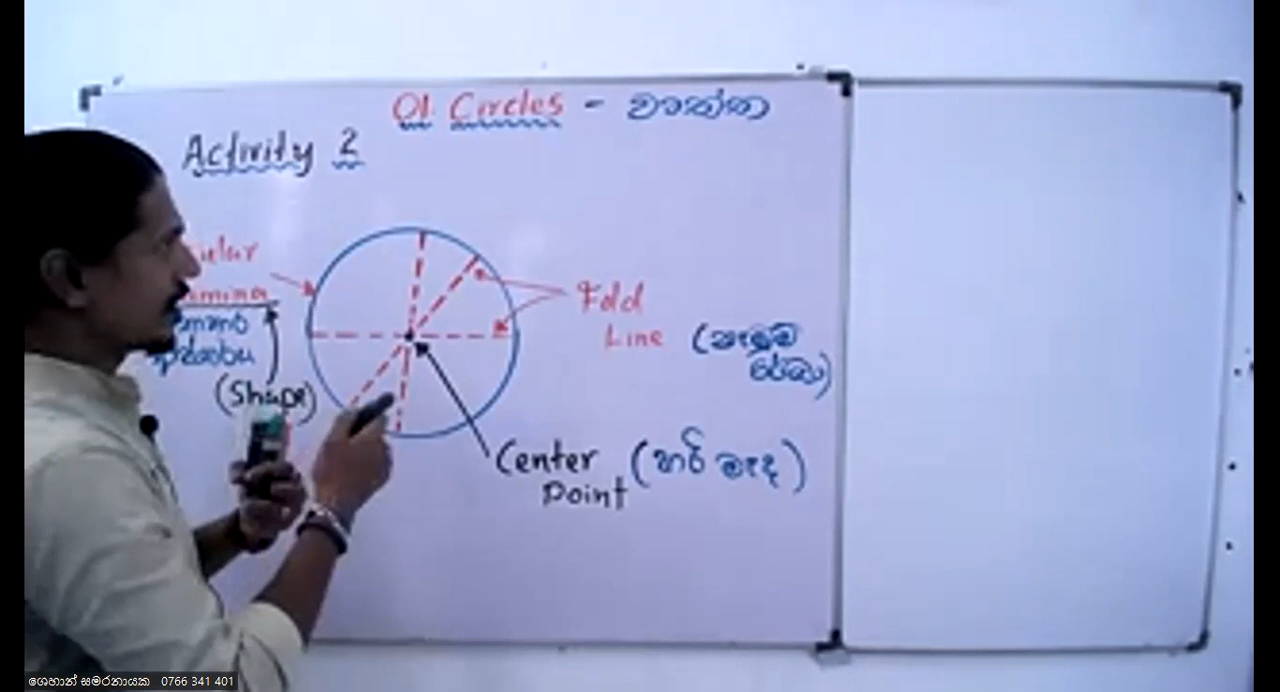 01. Circles - වෘත්ත
Activity 2
Fold
Line (නැමුම්
රේඛා)
(Shape)
Center (හරි මැද)
Point
ශෙහාන් සමරනායක 0766 341 401